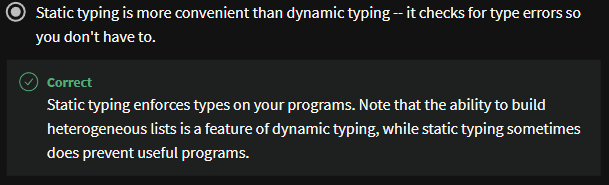 Static typing is more convenient than dynamic typing -- it checks for type errors so
you don't have to.
Correct
Static typing enforces types on your programs. Note that the ability to build
heterogeneous lists is a feature of dynamic typing, while static typing sometimes
does prevent useful programs.